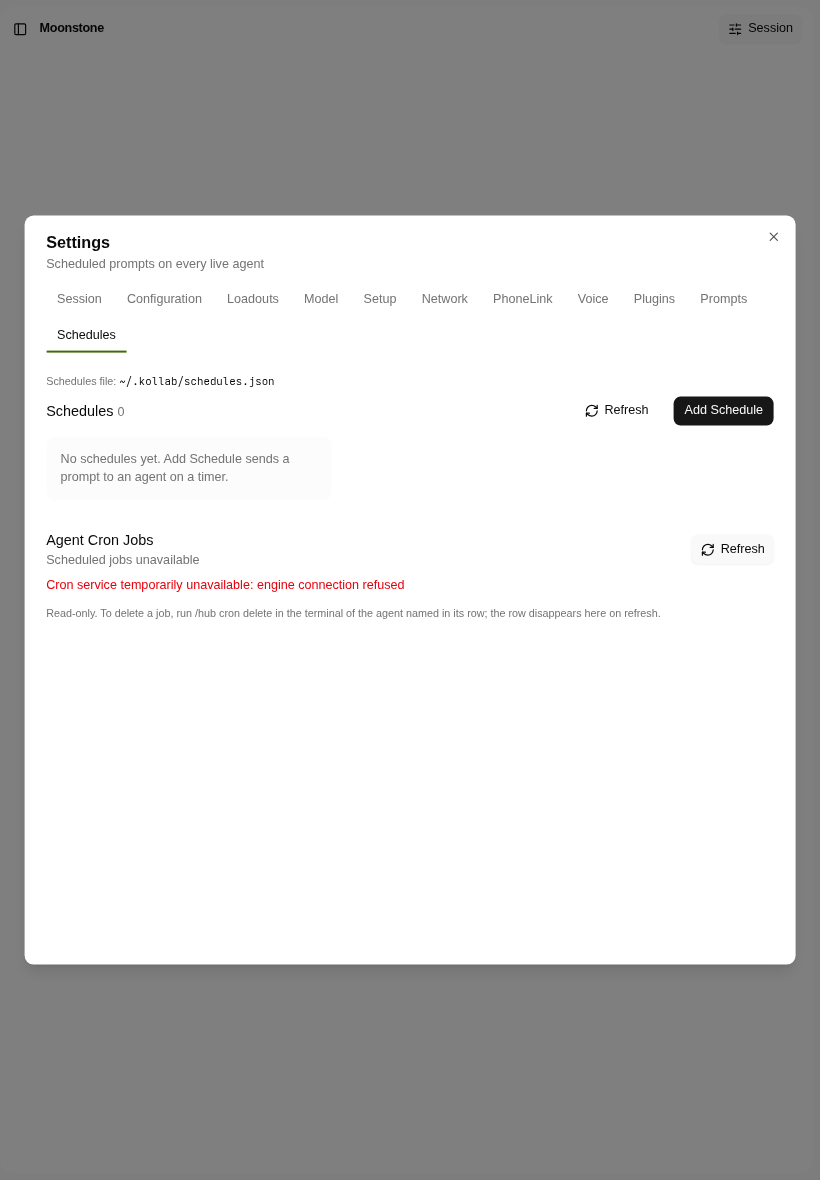 Moonstone
Session
Settings
Scheduled prompts on every live agent
Session Configuration Loadouts Model Setup Network PhoneLink Voice Plugins Prompts
Schedules
Schedules file: ~/.kollab/schedules.json
Schedules 0
Refresh
Add Schedule
No schedules yet. Add Schedule sends a
prompt to an agent on a timer.
Agent Cron Jobs
Scheduled jobs unavailable
Refresh
Cron service temporarily unavailable: engine connection refused
Read-only. To delete a job, run /hub cron delete in the terminal of the agent named in its row; the row disappears here on refresh.